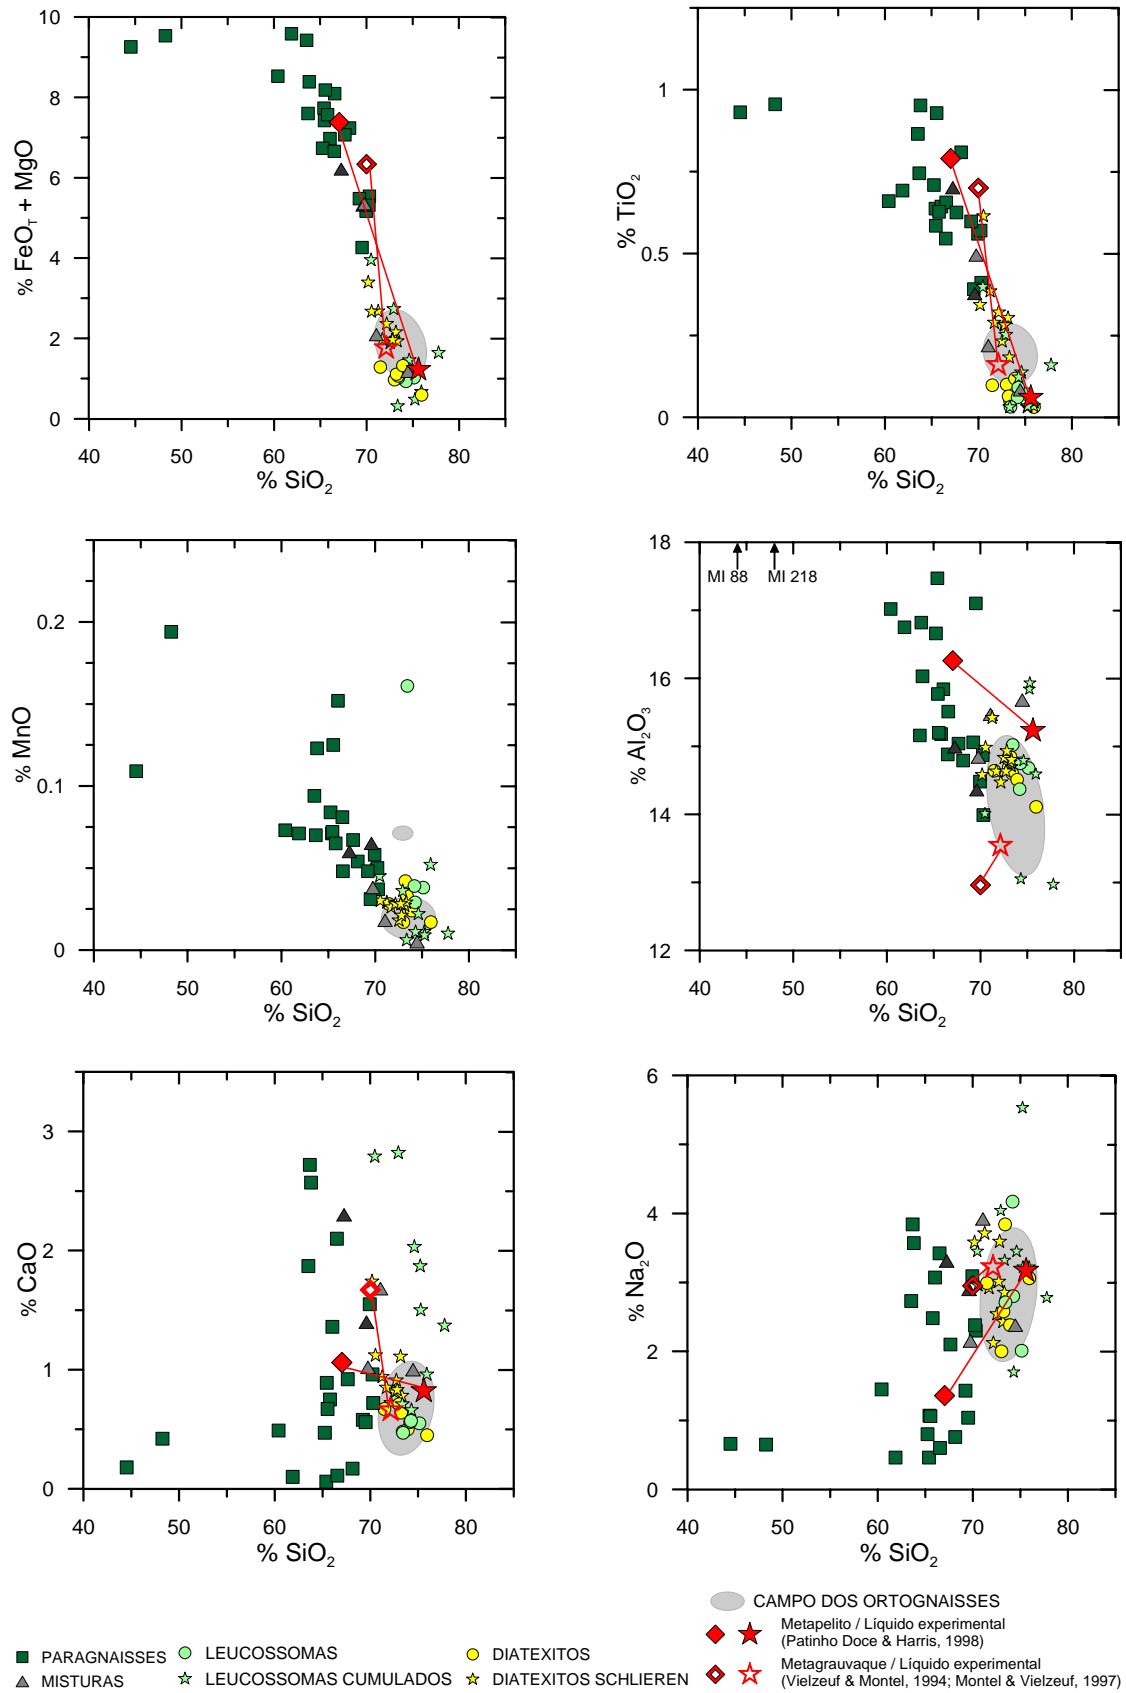 10
8
6
4
2
0
40 50 60 70 80
% FeOT + MgO
% SiO2
1
0.5
0
40 50 60 70 80
% TiO2
% SiO2
0.2
0.1
0
40 50 60 70 80
% MnO
% SiO2
18
16
14
12
MI 88 MI 218
40 50 60 70 80
% Al2O3
% SiO2
3
2
1
0
40 50 60 70 80
% CaO
% SiO2
6
4
2
0
40 50 60 70 80
% Na2O
% SiO2
CAMPO DOS ORTOGNAISSES
Metapelito / Líquido experimental
(Patinho Doce & Harris, 1998)
Metagrauvaque / Líquido experimental
(Vielzeuf & Montel, 1994; Montel & Vielzeuf, 1997)
PARAGNAISSES LEUCOSSOMAS DIATEXITOS
MISTURAS LEUCOSSOMAS CUMULADOS DIATEXITOS SCHLIEREN